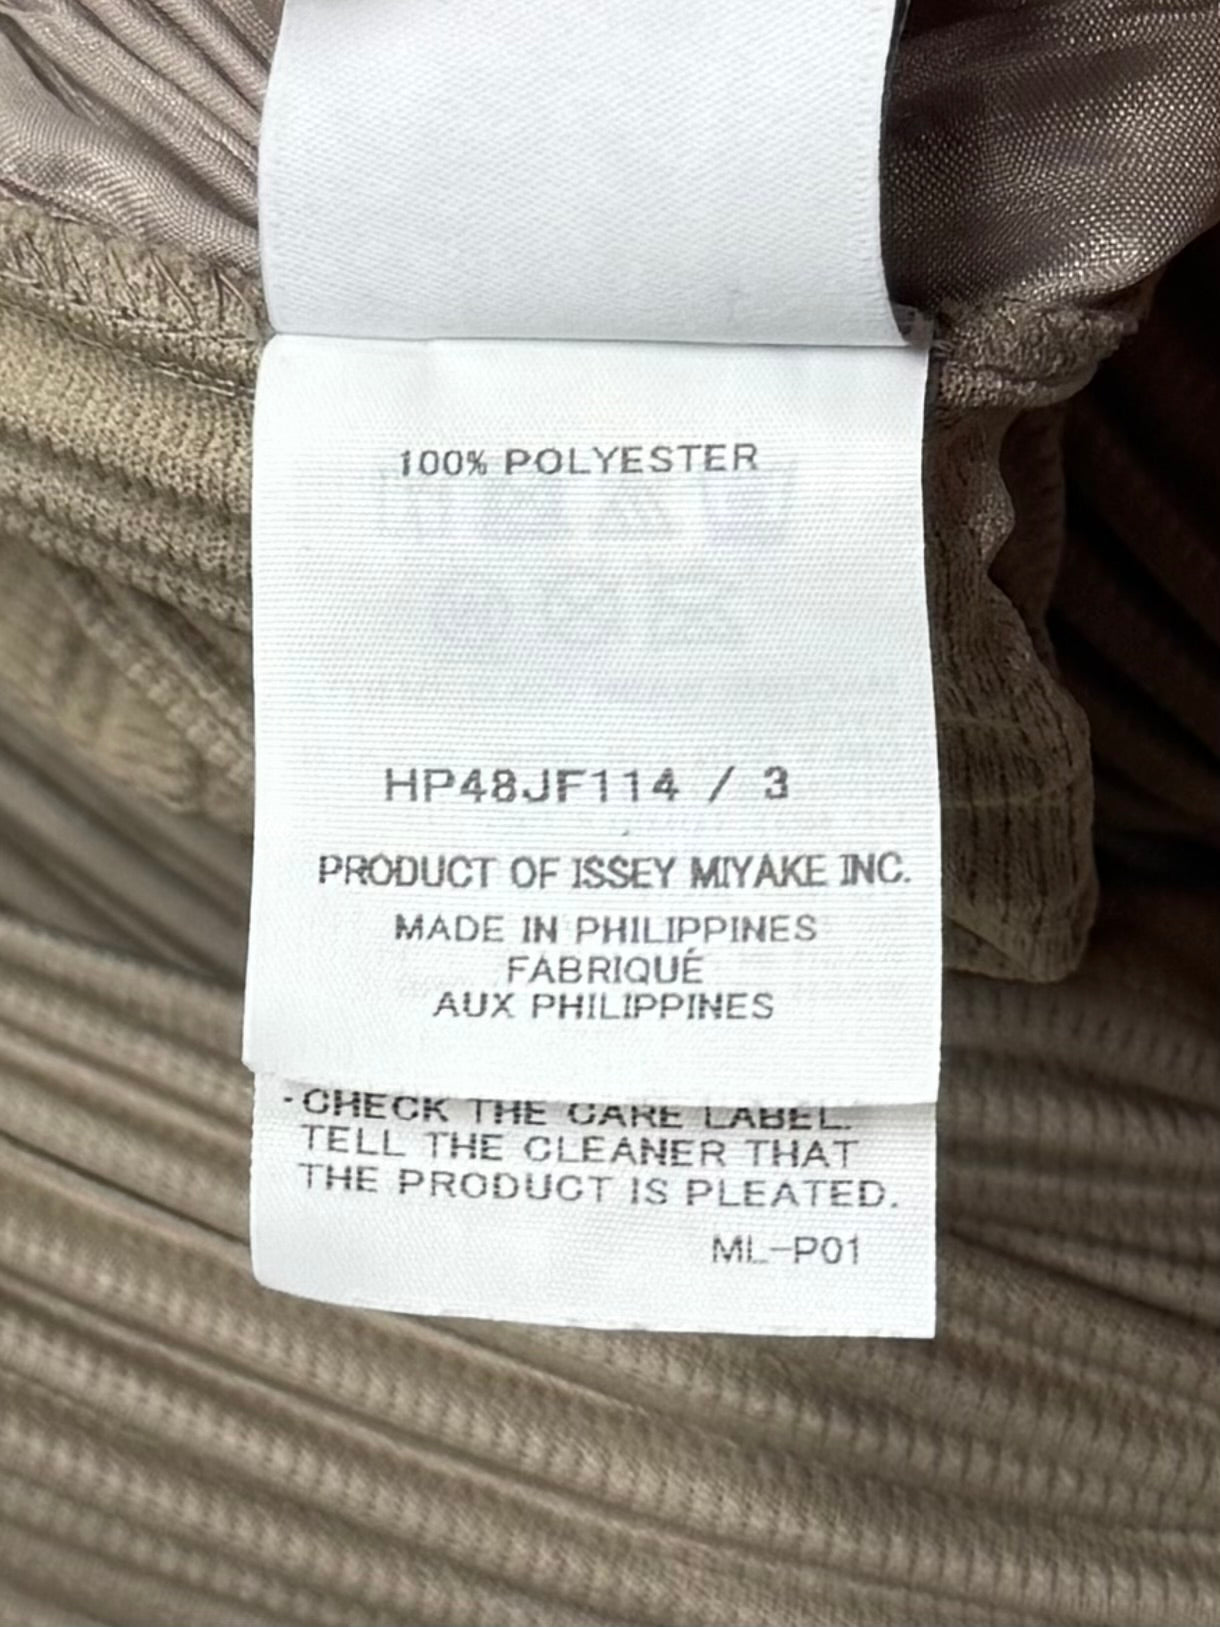 100% POLYESTER
HP48JF114 / 3
PRODUCT OF ISSEY MIYAKE INC.
MADE IN PHILIPPINES
FABRIQUÉ
AUX PHILIPPINES
·CHECK THE CARE LABEL.
TELL THE CLEANER THAT
THE PRODUCT IS PLEATED.
ML-P01